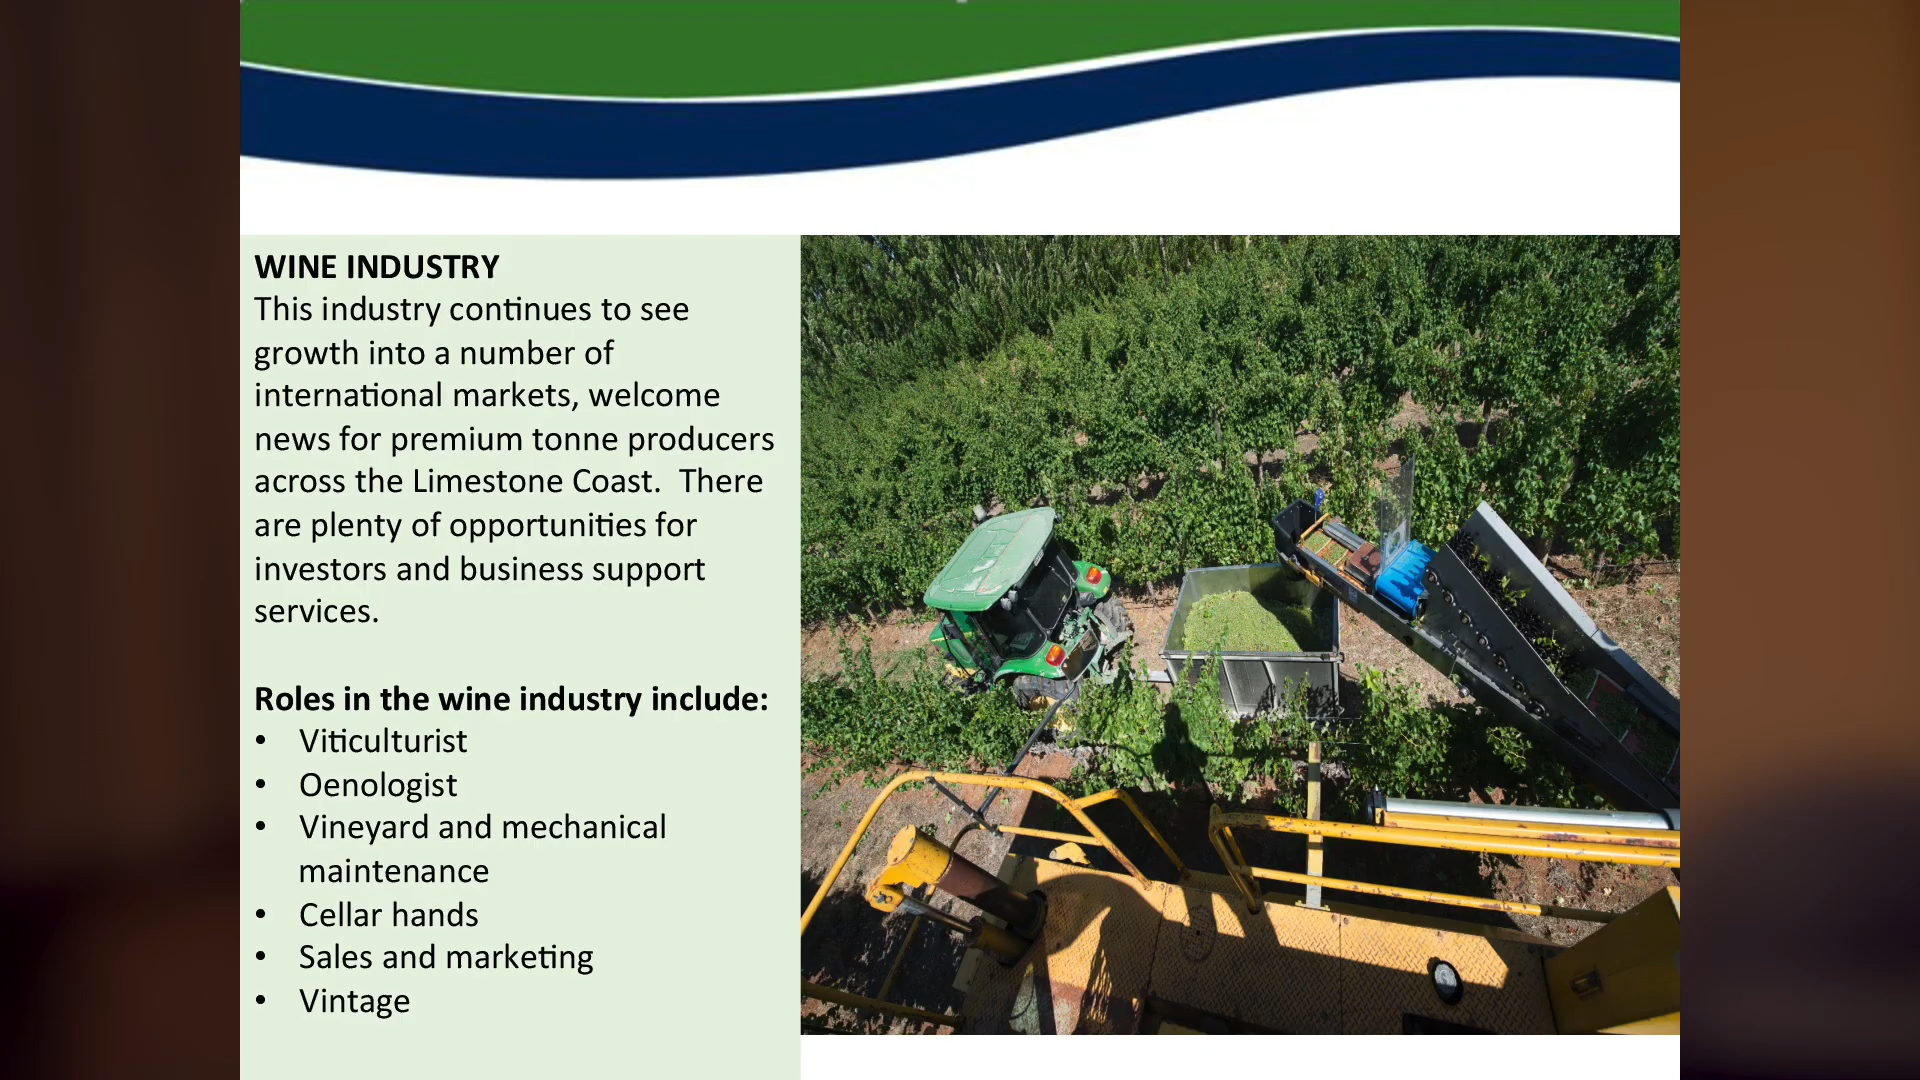 WINE INDUSTRY
This industry continues to see
growth into a number of
international markets, welcome
news for premium tonne producers
across the Limestone Coast.  There
are plenty of opportunities for
investors and business support
services.
Roles in the wine industry include:
• Viticulturist
• Oenologist
• Vineyard and mechanical
maintenance
• Cellar hands
• Sales and marketing
• Vintage